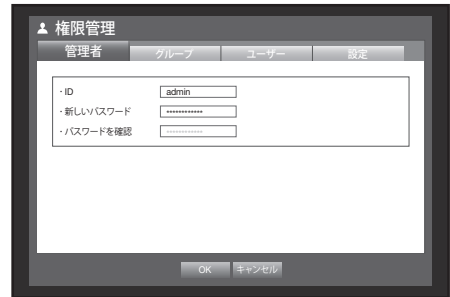 権限管理
管理者 グループ ユーザー 設定
· ID admin
· 新しいパスワード ************
· パスワードを確認 ************
OK キャンセル